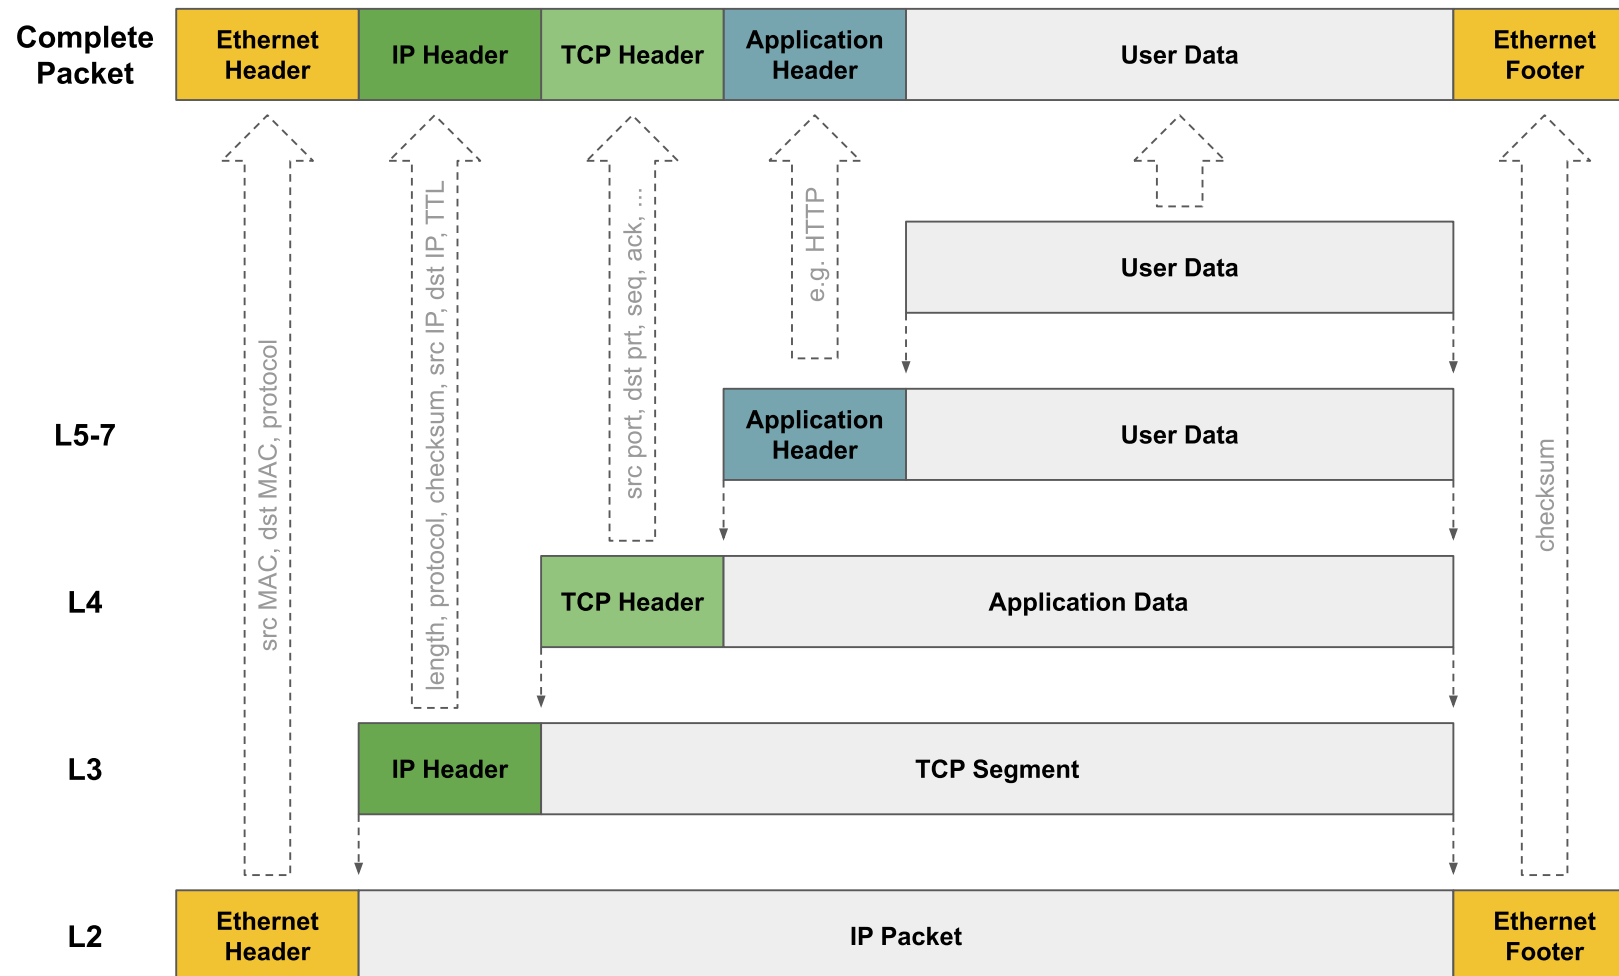 Complete
Packet
Ethernet
Header
IP Header
TCP Header
Application
Header
User Data
Ethernet
Footer
src MAC, dst MAC, protocol
length, protocol, checksum, src IP, dst IP, TTL
src port, dst prt, seq, ack, ...
e.g. HTTP
checksum
User Data
L5-7
Application
Header
User Data
L4
TCP Header
Application Data
L3
IP Header
TCP Segment
L2
Ethernet
Header
IP Packet
Ethernet
Footer